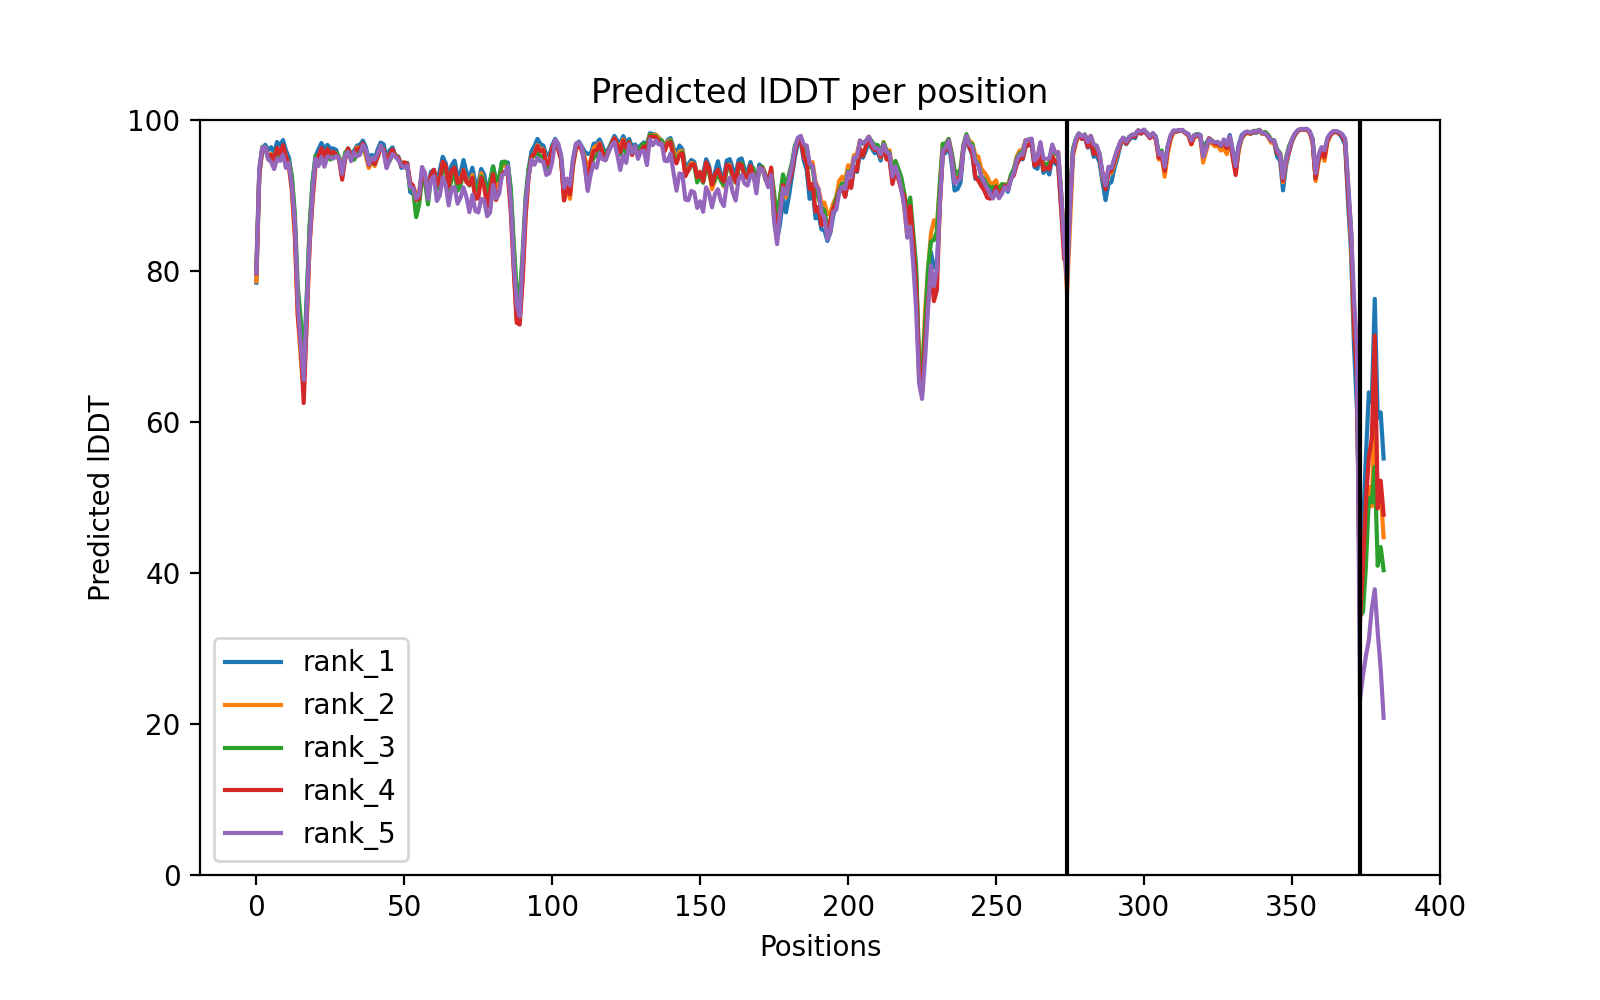 Predicted lDDT per position
100
80
60
40
20
0
Predicted lDDT
rank_1
rank_2
rank_3
rank_4
rank_5
0 50 100 150 200 250 300 350 400
Positions